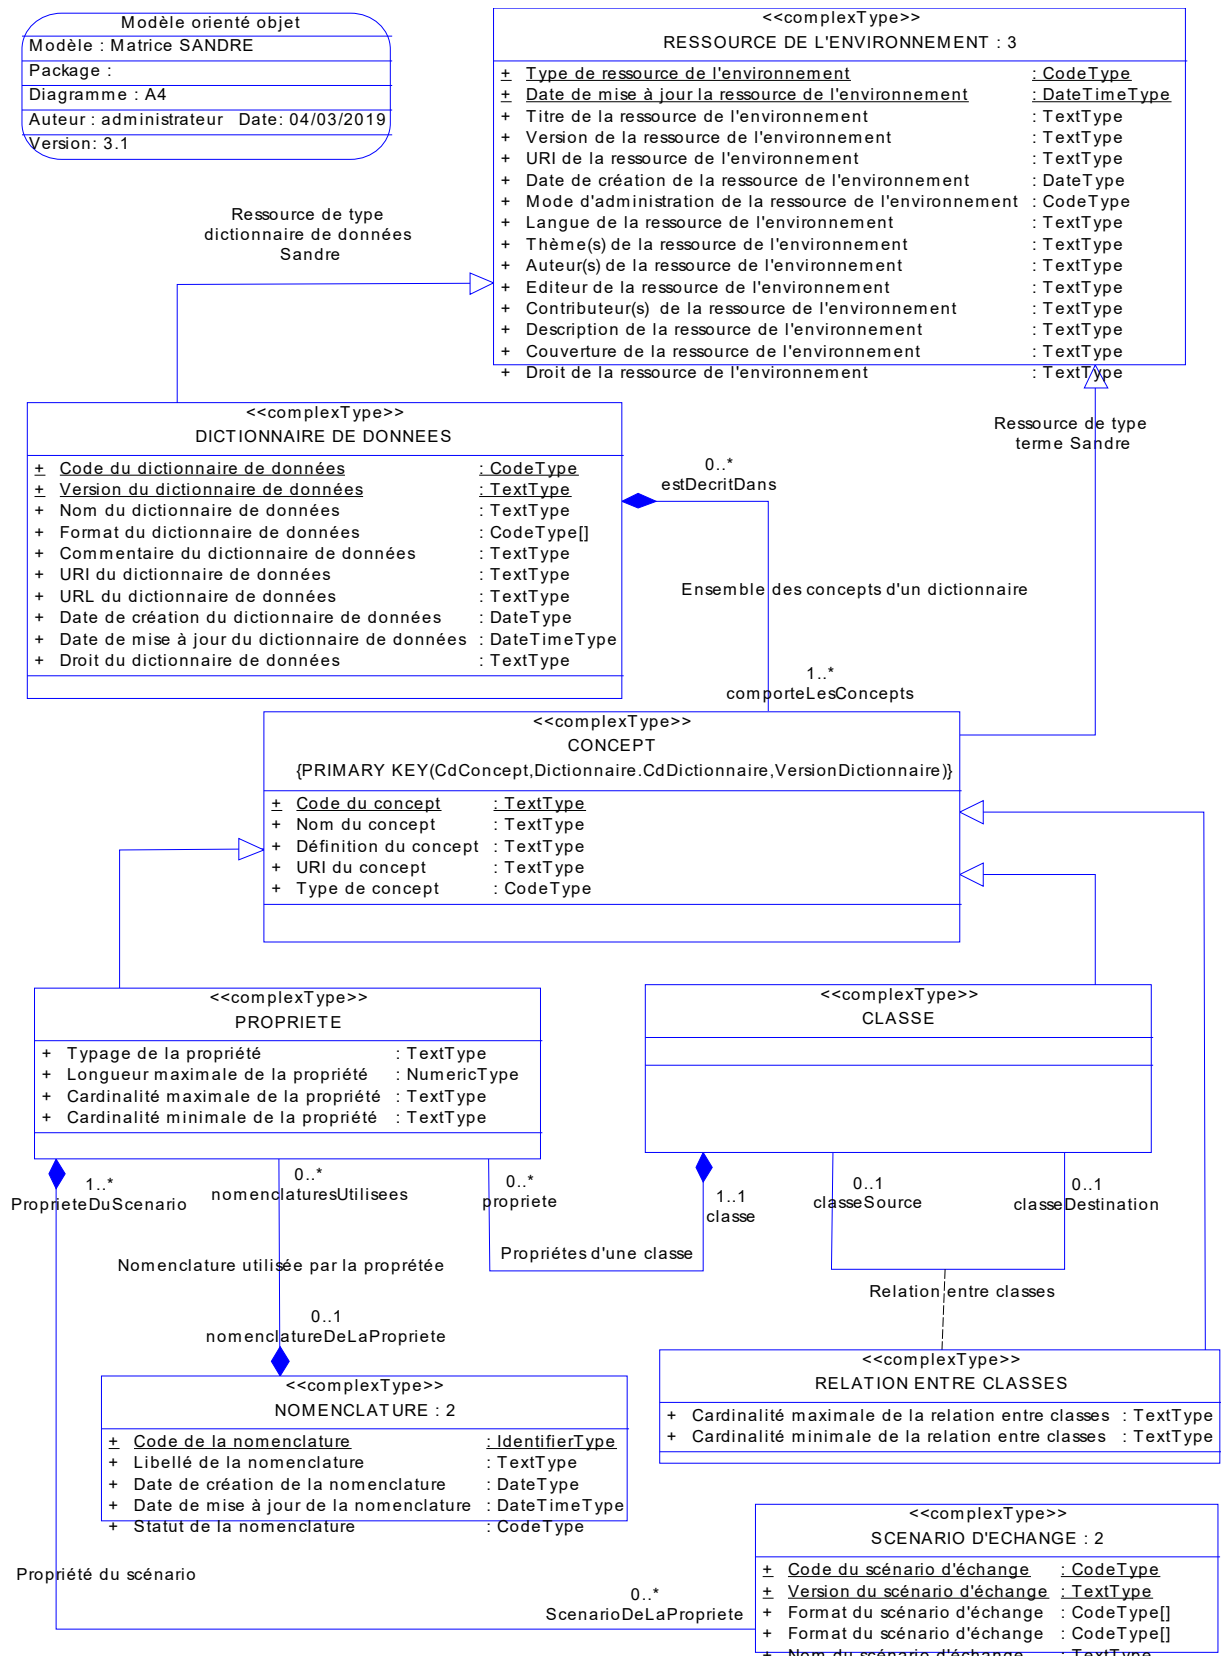 Modèle orienté objet
Modèle : Matrice SANDRE
Package :
Diagramme : A4
Auteur : administrateur Date: 04/03/2019
Version: 3.1
<<complexType>>
RESSOURCE DE L'ENVIRONNEMENT : 3
+ Type de ressource de l'environnement : CodeType
+ Date de mise à jour la ressource de l'environnement : DateTimeType
+ Titre de la ressource de l'environnement : TextType
+ Version de la ressource de l'environnement : TextType
+ URI de la ressource de l'environnement : TextType
+ Date de création de la ressource de l'environnement : DateType
+ Mode d'administration de la ressource de l'environnement : CodeType
+ Langue de la ressource de l'environnement : TextType
+ Thème(s) de la ressource de l'environnement : TextType
+ Auteur(s) de la ressource de l'environnement : TextType
+ Editeur de la ressource de l'environnement : TextType
+ Contributeur(s) de la ressource de l'environnement : TextType
+ Description de la ressource de l'environnement : TextType
+ Couverture de la ressource de l'environnement : TextType
+ Droit de la ressource de l'environnement : TextType
Ressource de type
dictionnaire de données
Sandre
Ressource de type
terme Sandre
<<complexType>>
DICTIONNAIRE DE DONNEES
+ Code du dictionnaire de données : CodeType
+ Version du dictionnaire de données : TextType
+ Nom du dictionnaire de données : TextType
+ Format du dictionnaire de données : CodeType[]
+ Commentaire du dictionnaire de données : TextType
+ URI du dictionnaire de données : TextType
+ URL du dictionnaire de données : TextType
+ Date de création du dictionnaire de données : DateType
+ Date de mise à jour du dictionnaire de données : DateTimeType
+ Droit du dictionnaire de données : TextType
0..*
estDecritDans
Ensemble des concepts d'un dictionnaire
1..*
comporteLesConcepts
<<complexType>>
CONCEPT
{PRIMARY KEY(CdConcept,Dictionnaire.CdDictionnaire,VersionDictionnaire)}
+ Code du concept : TextType
+ Nom du concept : TextType
+ Définition du concept : TextType
+ URI du concept : TextType
+ Type de concept : CodeType
<<complexType>>
PROPRIETE
+ Typage de la propriété : TextType
+ Longueur maximale de la propriété : NumericType
+ Cardinalité maximale de la propriété : TextType
+ Cardinalité minimale de la propriété : TextType
<<complexType>>
CLASSE
1..*
ProprieteDuScenario
0..*
nomenclaturesUtilisees
0..*
propriete
1..1
classe
0..1
classeSource
0..1
classeDestination
Propriétes d'une classe
Nomenclature utilisée par la proprétée
Relation entre classes
0..1
nomenclatureDeLaPropriete
<<complexType>>
NOMENCLATURE : 2
+ Code de la nomenclature : IdentifierType
+ Libellé de la nomenclature : TextType
+ Date de création de la nomenclature : DateType
+ Date de mise à jour de la nomenclature : DateTimeType
+ Statut de la nomenclature : CodeType
<<complexType>>
RELATION ENTRE CLASSES
+ Cardinalité maximale de la relation entre classes : TextType
+ Cardinalité minimale de la relation entre classes : TextType
Propriété du scénario
0..*
ScenarioDeLaPropriete
<<complexType>>
SCENARIO D'ECHANGE : 2
+ Code du scénario d'échange : CodeType
+ Version du scénario d'échange : TextType
+ Format du scénario d'échange : CodeType[]
+ Format du scénario d'échange : CodeType[]
+ Nom du scénario d'échange : TextType